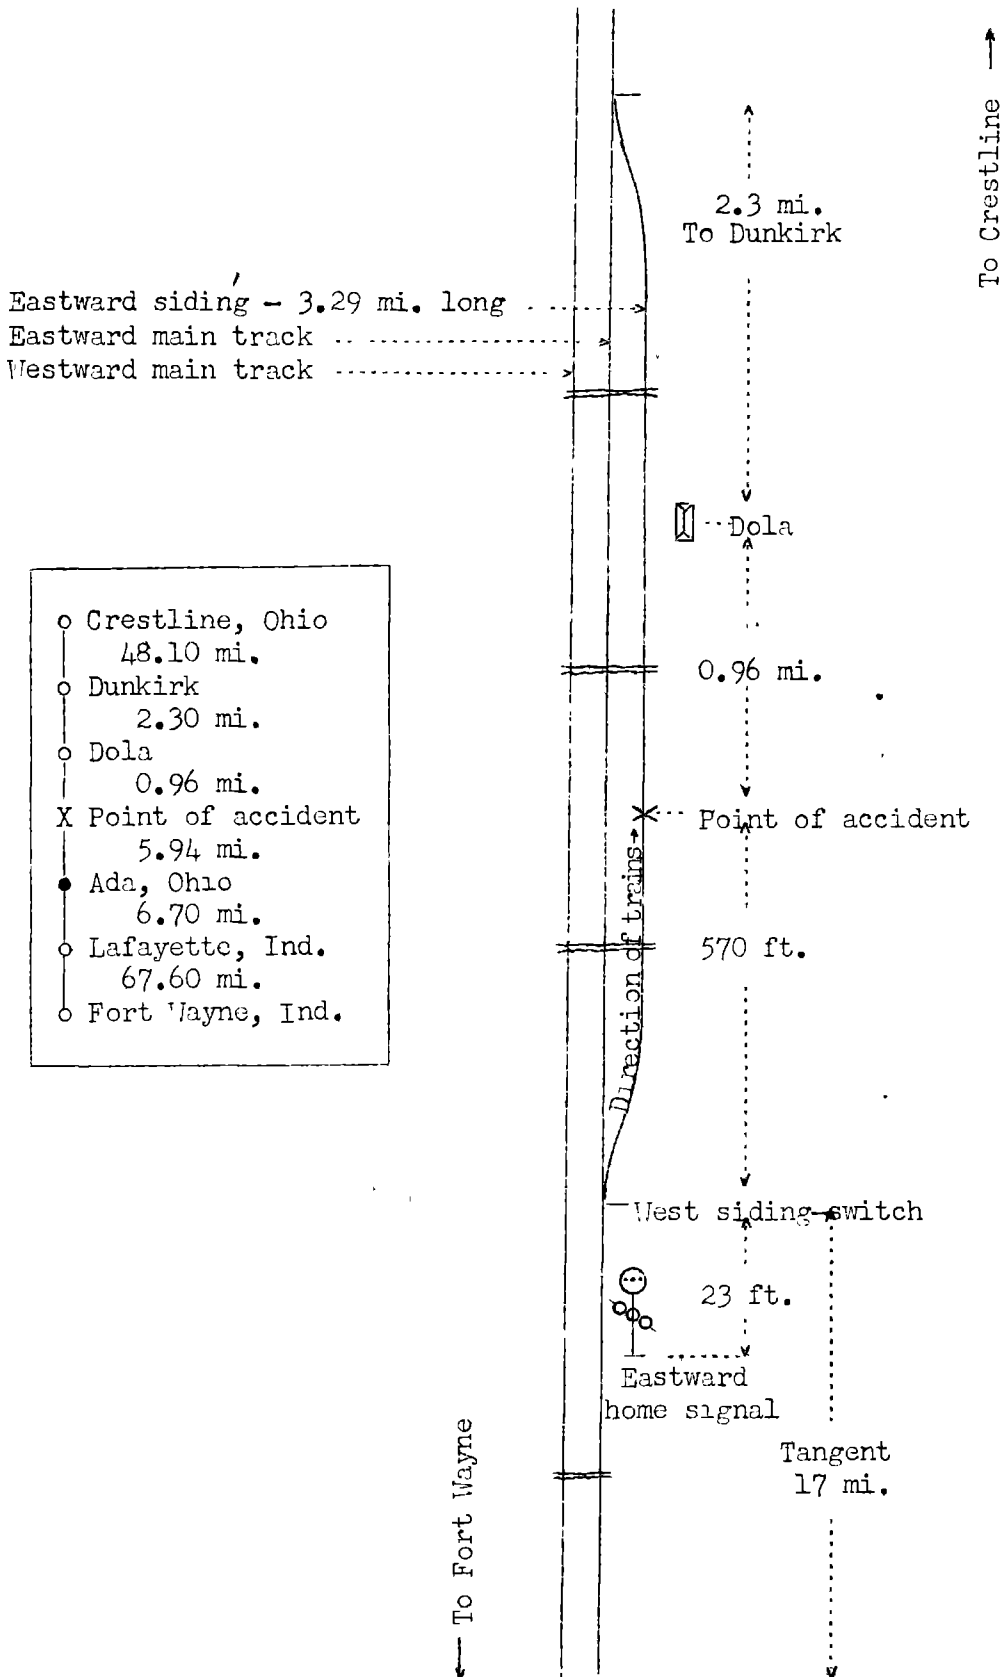 To Crestline
2.3 mi.
To Dunkirk
Eastward siding - 3.29 mi. long
Eastward main track
Westward main track
Dola
Crestline, Ohio
48.10 mi.
Dunkirk
2.30 mi.
Dola
0.96 mi.
X Point of accident
5.94 mi.
Ada, Ohio
6.70 mi.
Lafayette, Ind.
67.60 mi.
Fort Wayne, Ind.
0.96 mi.
Point of accident
Direction of trains
570 ft.
West siding switch
23 ft.
Eastward
home signal
Tangent
17 mi.
To Fort Wayne